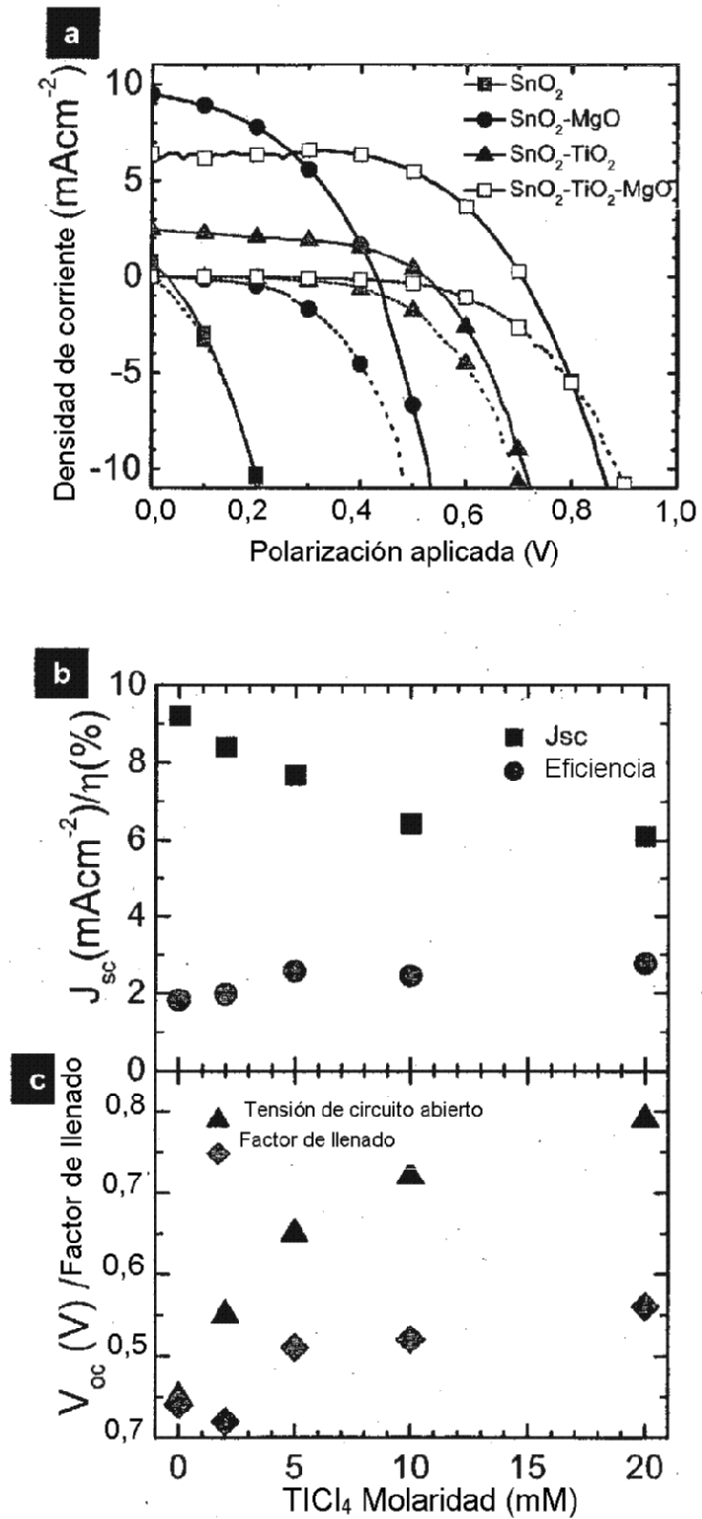 a
Densidad de corriente (mAcm⁻²)
10
5
0
-5
-10
SnO₂
SnO₂-MgO
SnO₂-TiO₂
SnO₂-TiO₂-MgO
0,0 0,2 0,4 0,6 0,8 1,0
Polarización aplicada (V)
b
J_sc(mAcm⁻²)/η(%)
10
8
6
4
2
0
Jsc
Eficiencia
c
V_oc (V) /Factor de llenado
0,8
0,7
0,6
0,5
0,7
Tensión de circuito abierto
Factor de llenado
0 5 10 15 20
TICl₄ Molaridad (mM)